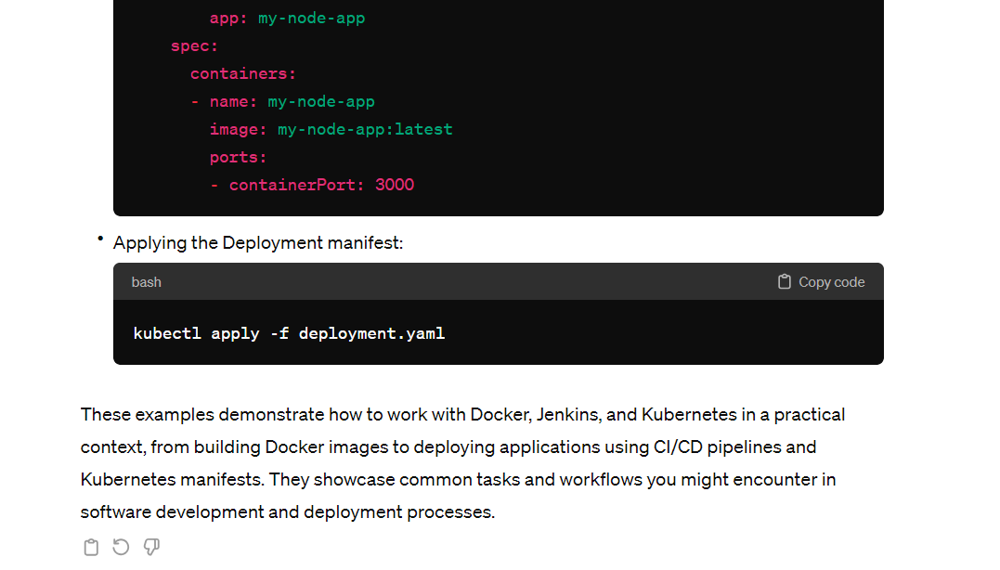 app: my-node-app
spec:
containers:
- name: my-node-app
image: my-node-app:latest
ports:
- containerPort: 3000
• Applying the Deployment manifest:
bash Copy code
kubectl apply -f deployment.yaml
These examples demonstrate how to work with Docker, Jenkins, and Kubernetes in a practical
context, from building Docker images to deploying applications using CI/CD pipelines and
Kubernetes manifests. They showcase common tasks and workflows you might encounter in
software development and deployment processes.